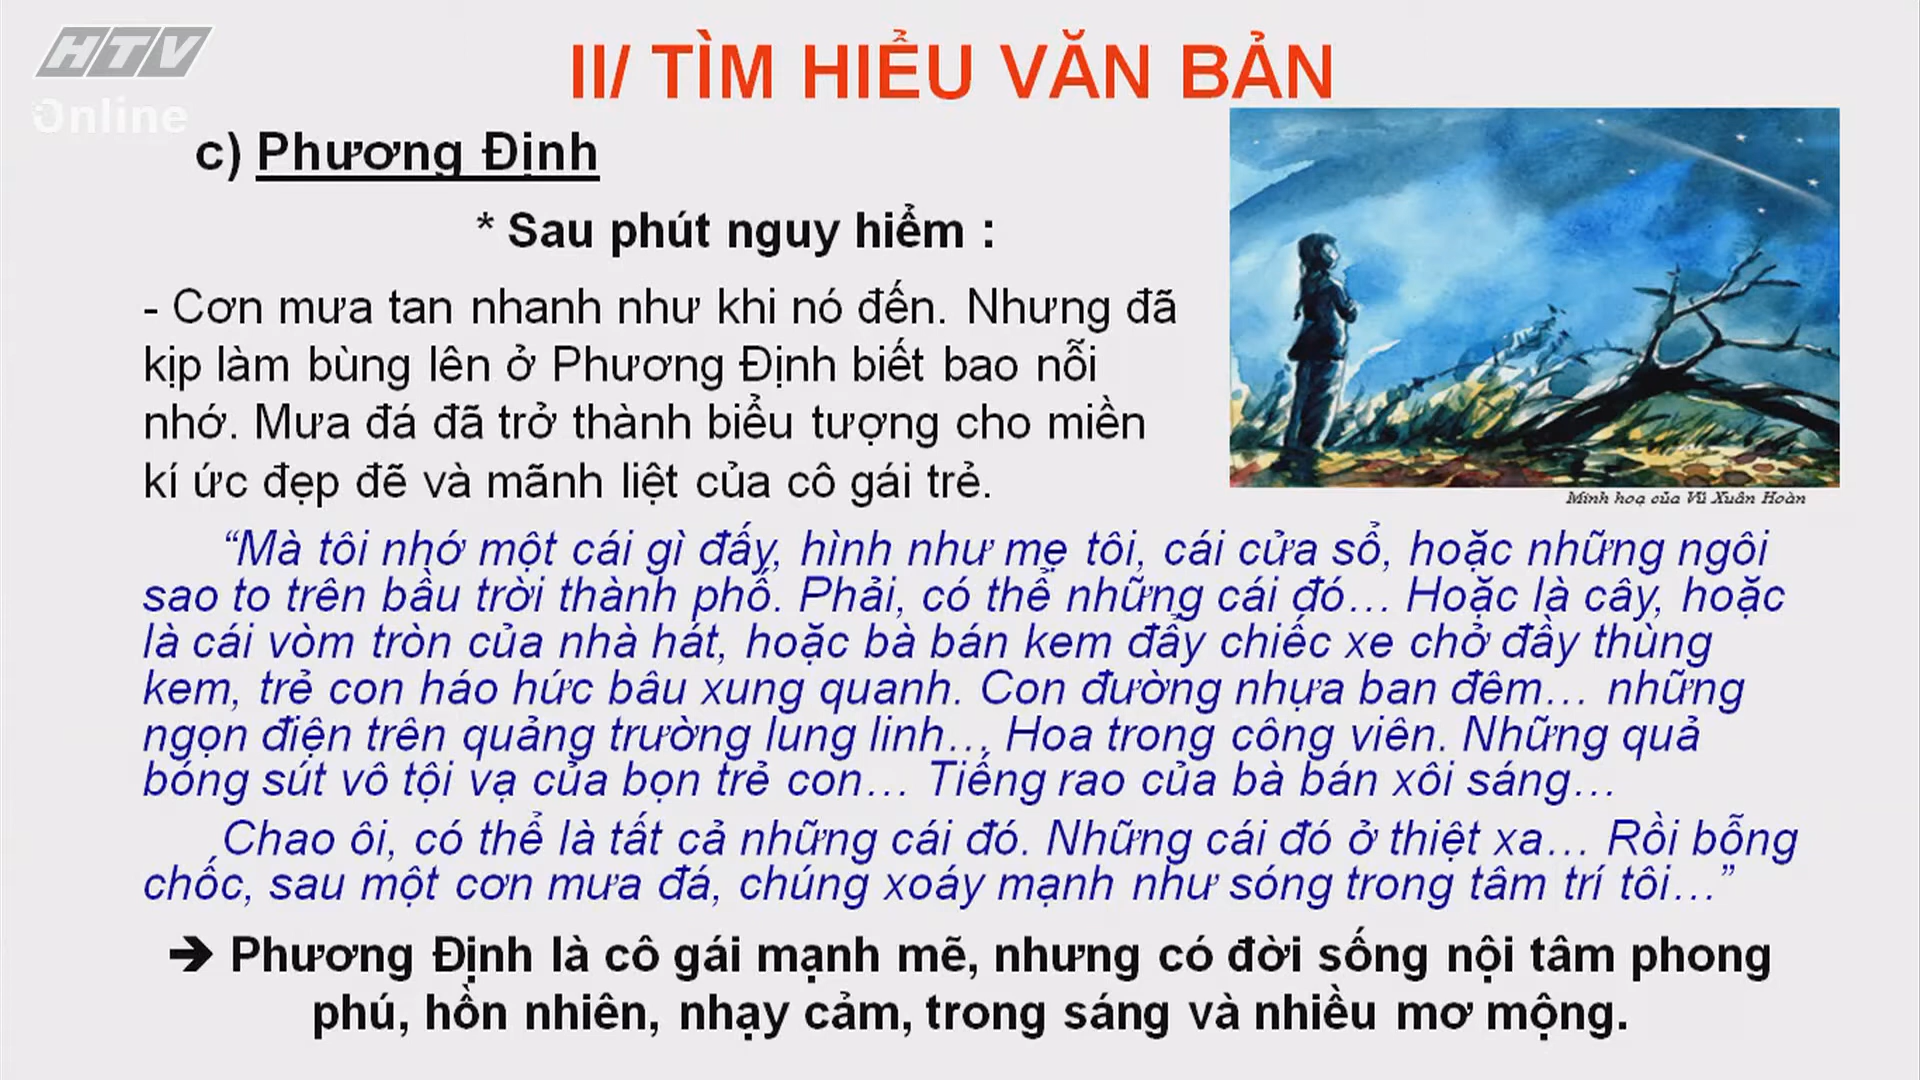 HTV
Online
II/ TÌM HIỂU VĂN BẢN
c) Phương Định
* Sau phút nguy hiểm :
- Cơn mưa tan nhanh như khi nó đến. Nhưng đã
kịp làm bùng lên ở Phương Định biết bao nỗi
nhớ. Mưa đá đã trở thành biểu tượng cho miền
kí ức đẹp đẽ và mãnh liệt của cô gái trẻ.
Minh hoạ của Vũ Xuân Hoàn
“Mà tôi nhớ một cái gì đấy, hình như mẹ tôi, cái cửa sổ, hoặc những ngôi
sao to trên bầu trời thành phố. Phải, có thể những cái đó… Hoặc là cây, hoặc
là cái vòm tròn của nhà hát, hoặc bà bán kem đẩy chiếc xe chở đầy thùng
kem, trẻ con háo hức bâu xung quanh. Con đường nhựa ban đêm… những
ngọn điện trên quảng trường lung linh… Hoa trong công viên. Những quả
bóng sút vô tội vạ của bọn trẻ con… Tiếng rao của bà bán xôi sáng…
Chao ôi, có thể là tất cả những cái đó. Những cái đó ở thiệt xa… Rồi bỗng
chốc, sau một cơn mưa đá, chúng xoáy mạnh như sóng trong tâm trí tôi…”
➔ Phương Định là cô gái mạnh mẽ, nhưng có đời sống nội tâm phong
phú, hồn nhiên, nhạy cảm, trong sáng và nhiều mơ mộng.